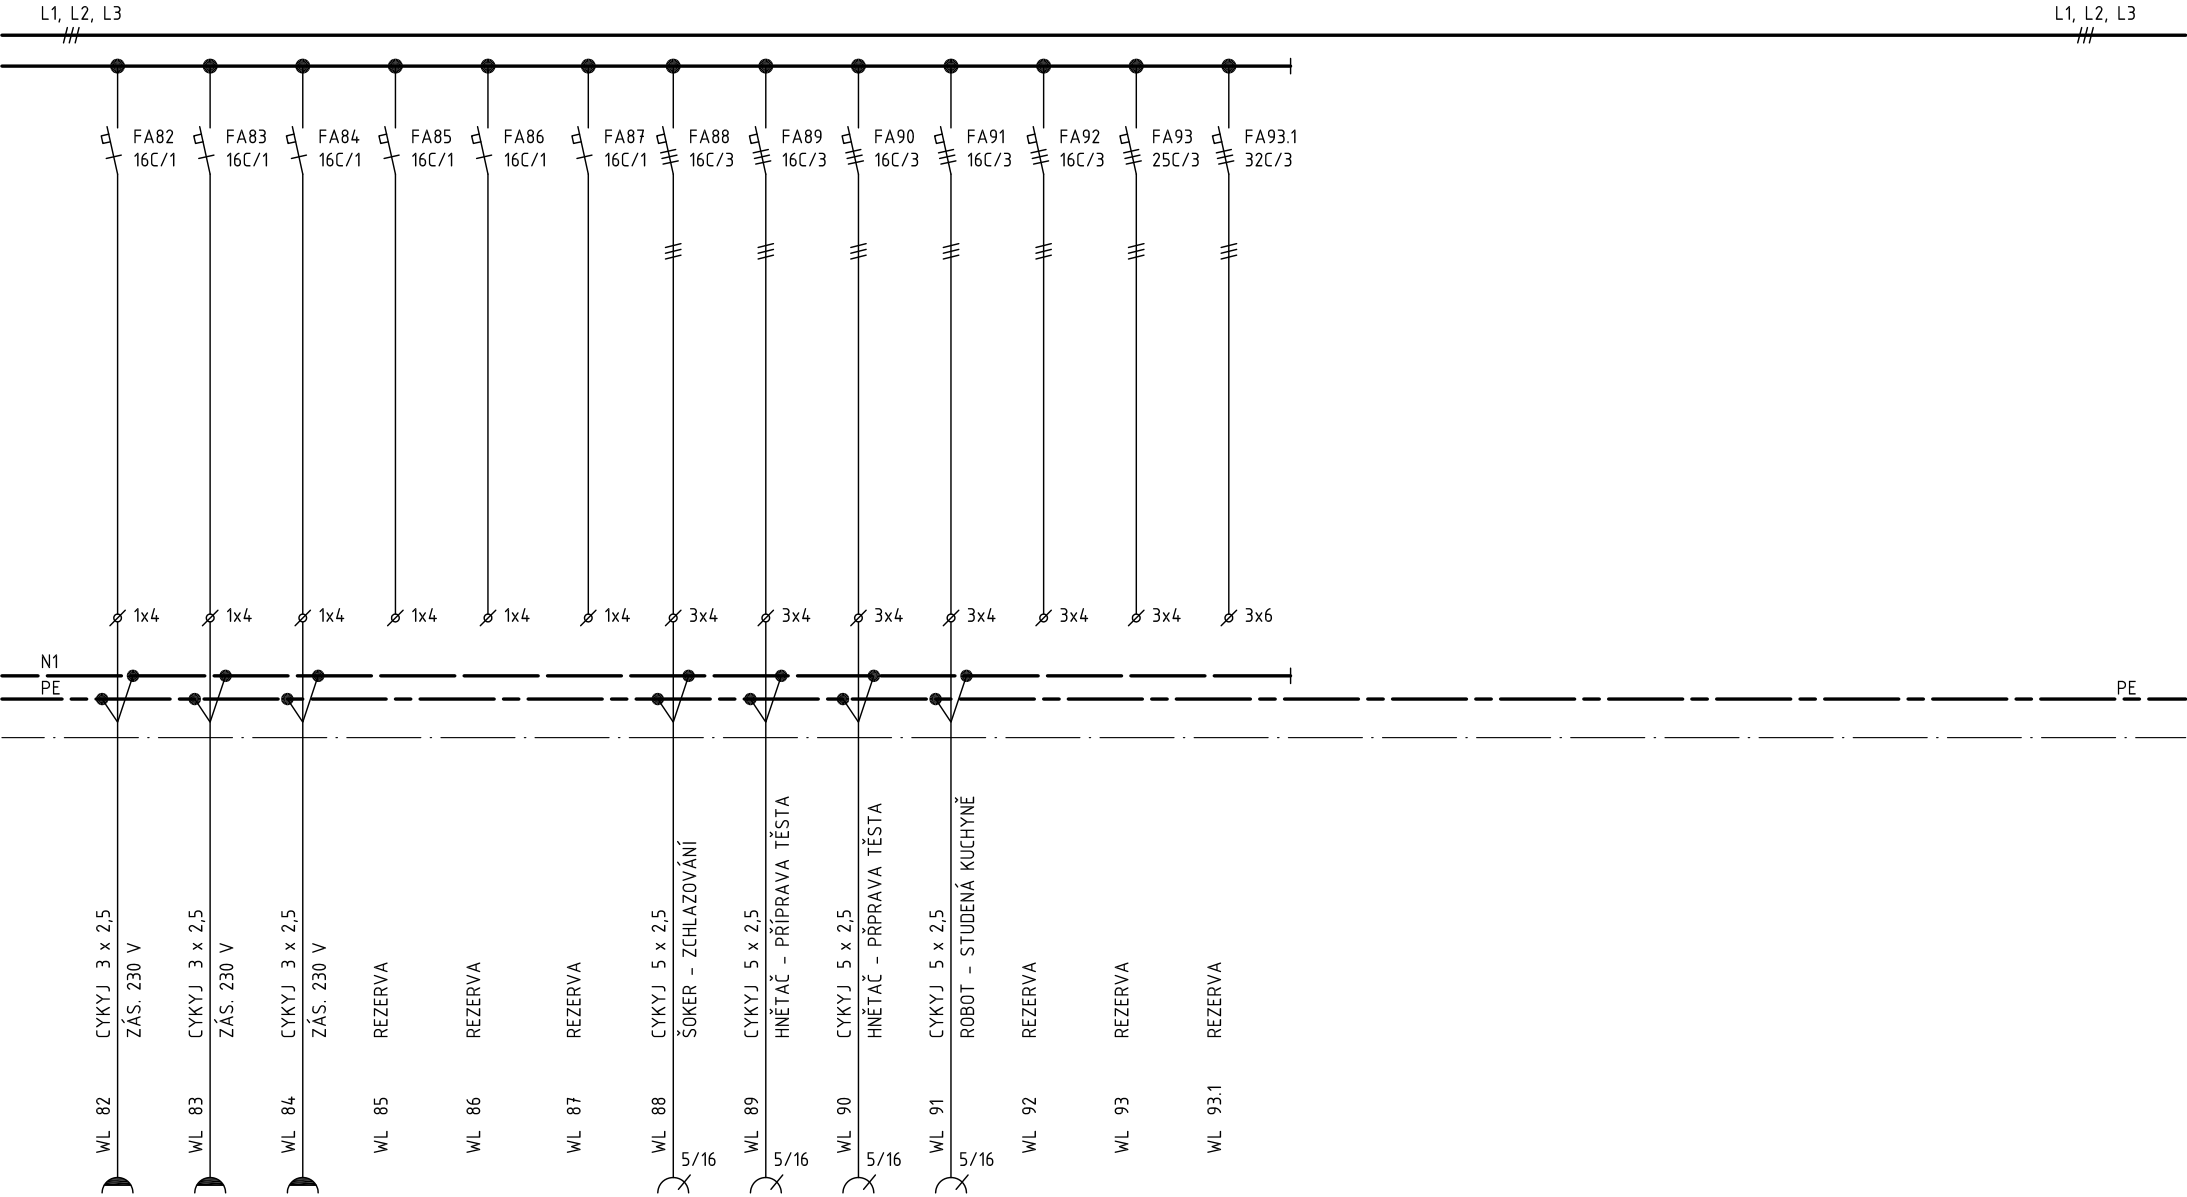 L1, L2, L3
L1, L2, L3
FA82
16C/1
FA83
16C/1
FA84
16C/1
FA85
16C/1
FA86
16C/1
FA87
16C/1
FA88
16C/3
FA89
16C/3
FA90
16C/3
FA91
16C/3
FA92
16C/3
FA93
25C/3
FA93.1
32C/3
1x4
1x4
1x4
1x4
1x4
1x4
3x4
3x4
3x4
3x4
3x4
3x4
3x6
N1
PE
PE
WL 82 CYKYJ 3 x 2,5
ZÁS. 230 V
WL 83 CYKYJ 3 x 2,5
ZÁS. 230 V
WL 84 CYKYJ 3 x 2,5
ZÁS. 230 V
WL 85 REZERVA
WL 86 REZERVA
WL 87 REZERVA
WL 88 CYKYJ 5 x 2,5
ŠOKER - ZCHLAZOVÁNÍ
WL 89 CYKYJ 5 x 2,5
HNĚTAČ - PŘÍPRAVA TĚSTA
WL 90 CYKYJ 5 x 2,5
HNĚTAČ - PŘPRAVA TĚSTA
WL 91 CYKYJ 5 x 2,5
ROBOT - STUDENÁ KUCHYNĚ
WL 92 REZERVA
WL 93 REZERVA
WL 93.1 REZERVA
5/16
5/16
5/16
5/16